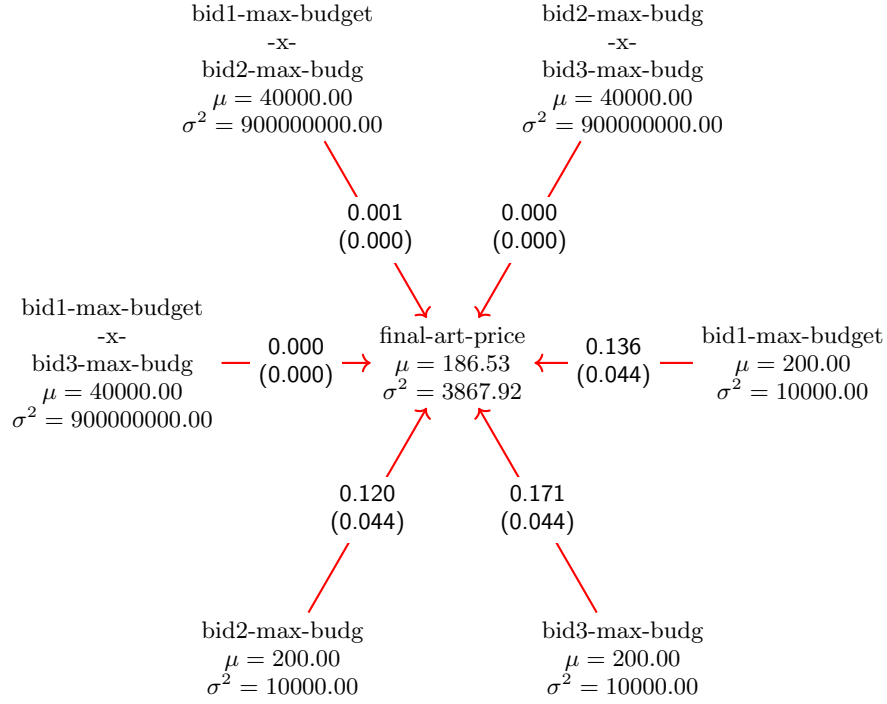 bid1-max-budget
-x-
bid2-max-budg
μ = 40000.00
σ² = 900000000.00
bid2-max-budg
-x-
bid3-max-budg
μ = 40000.00
σ² = 900000000.00
0.001
(0.000)
0.000
(0.000)
bid1-max-budget
-x-
bid3-max-budg
μ = 40000.00
σ² = 900000000.00
0.000
(0.000)
final-art-price
μ = 186.53
σ² = 3867.92
0.136
(0.044)
bid1-max-budget
μ = 200.00
σ² = 10000.00
0.120
(0.044)
0.171
(0.044)
bid2-max-budg
μ = 200.00
σ² = 10000.00
bid3-max-budg
μ = 200.00
σ² = 10000.00